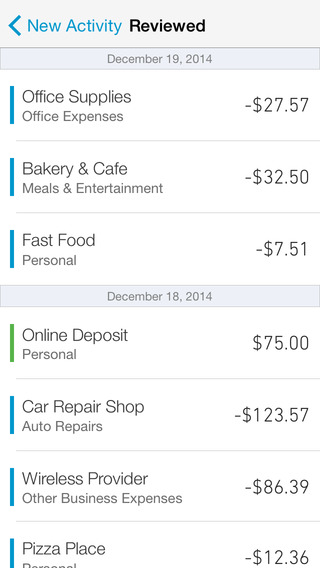 New Activity Reviewed
December 19, 2014
Office Supplies -$27.57
Office Expenses
Bakery & Cafe -$32.50
Meals & Entertainment
Fast Food -$7.51
Personal
December 18, 2014
Online Deposit $75.00
Personal
Car Repair Shop -$123.57
Auto Repairs
Wireless Provider -$86.39
Other Business Expenses
Pizza Place -$12.36
Personal